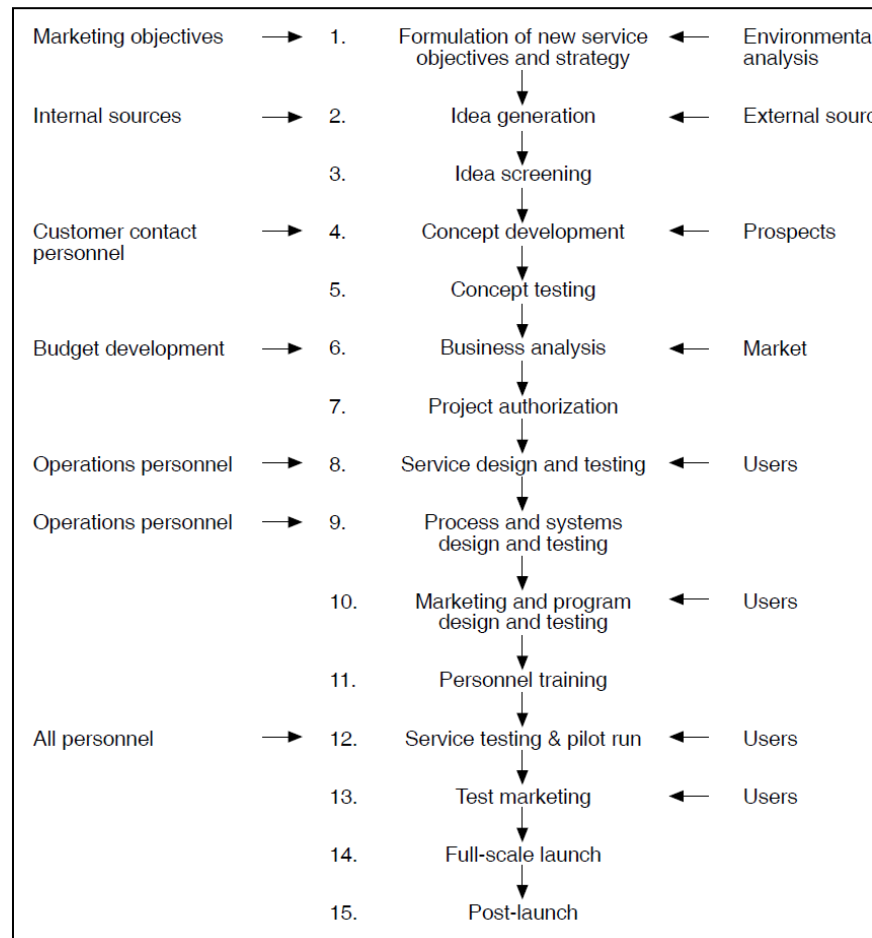 Marketing objectives 1. Formulation of new service Environmenta
objectives and strategy analysis
Internal sources 2. Idea generation External sourc
3. Idea screening
Customer contact 4. Concept development Prospects
personnel
5. Concept testing
Budget development 6. Business analysis Market
7. Project authorization
Operations personnel 8. Service design and testing Users
Operations personnel 9. Process and systems
design and testing
10. Marketing and program Users
design and testing
11. Personnel training
All personnel 12. Service testing & pilot run Users
13. Test marketing Users
14. Full-scale launch
15. Post-launch